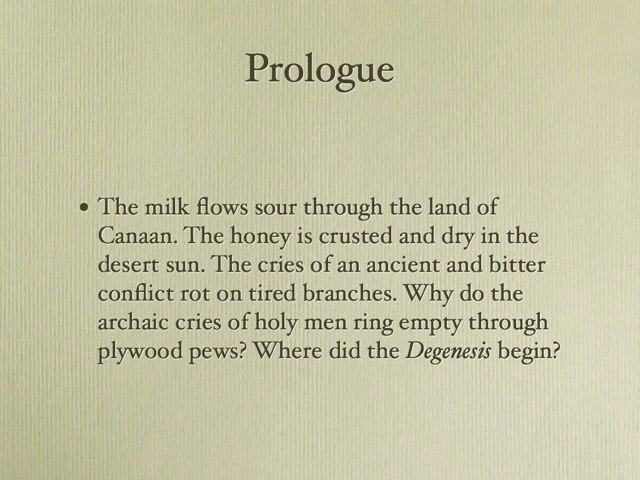 Prologue
• The milk flows sour through the land of
Canaan. The honey is crusted and dry in the
desert sun. The cries of an ancient and bitter
conflict rot on tired branches. Why do the
archaic cries of holy men ring empty through
plywood pews? Where did the Degenesis begin?